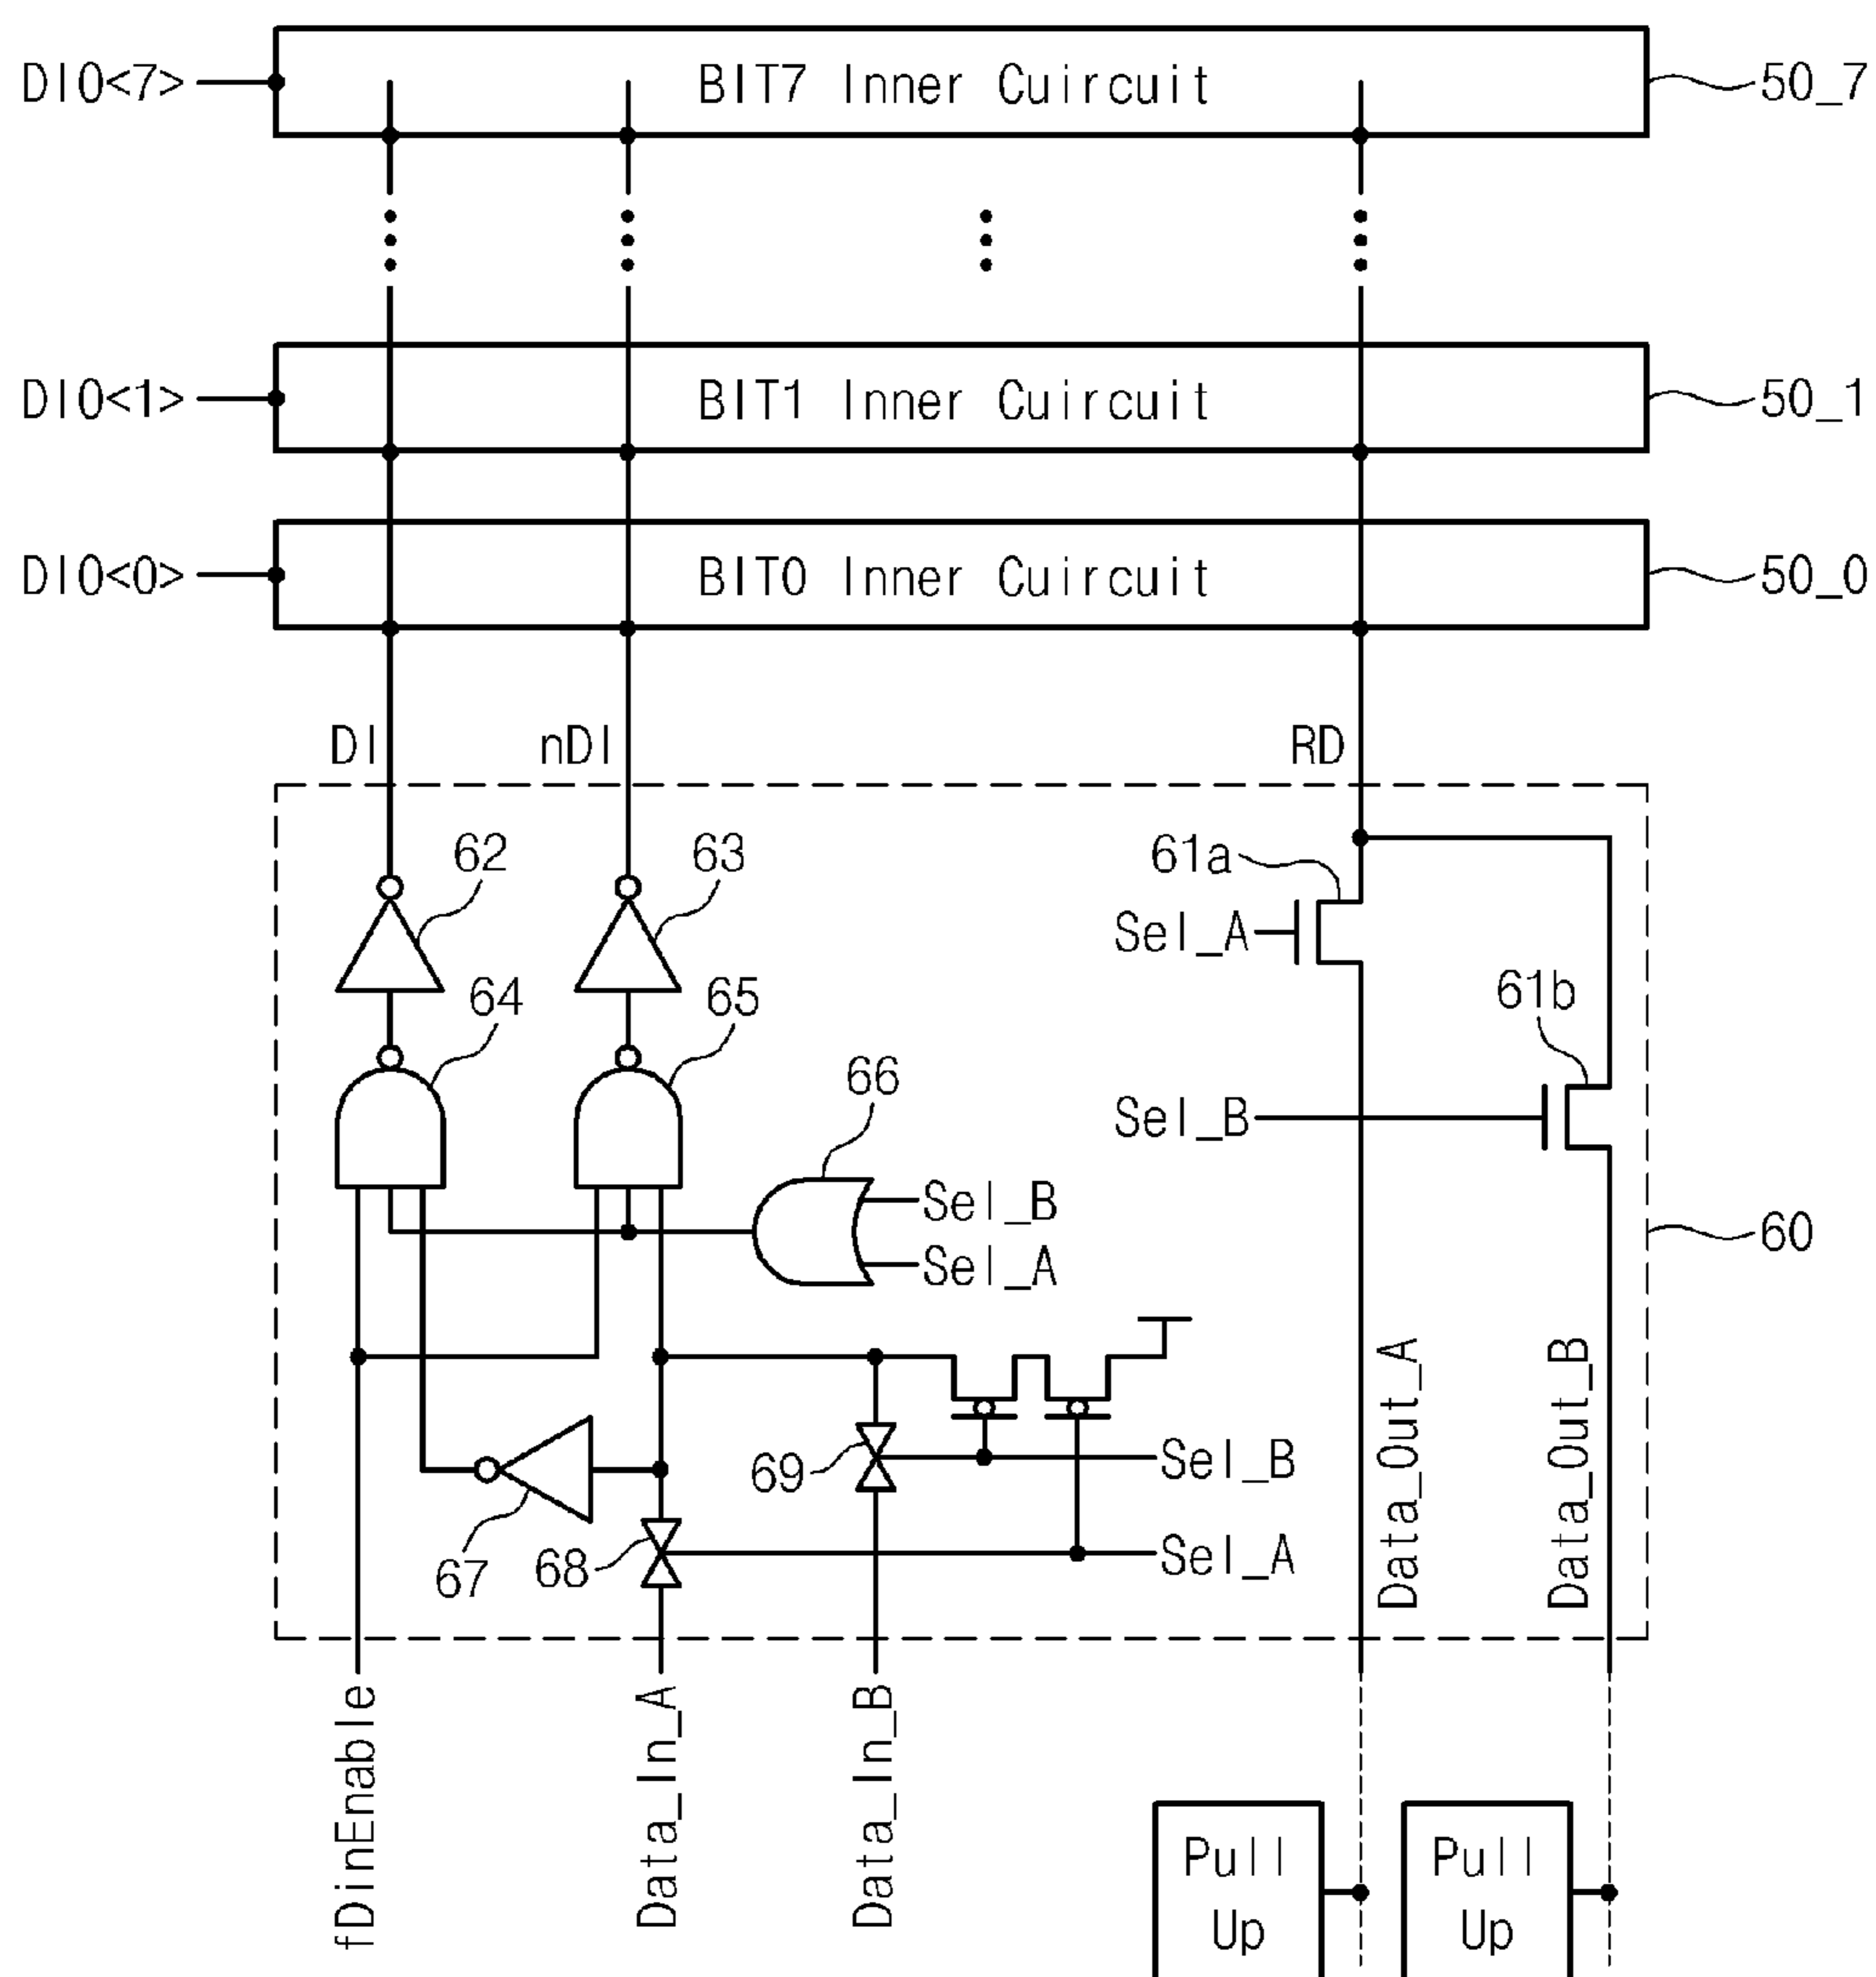 DIO<7>
BIT7 Inner Cuircuit
50_7
DIO<1>
BIT1 Inner Cuircuit
50_1
DIO<0>
BIT0 Inner Cuircuit
50_0
DI
nDI
RD
62
63
61a
Sel_A
64
65
61b
66
Sel_B
Sel_B
Sel_A
60
69
Sel_B
67
68
Sel_A
Data_Out_A
Data_Out_B
fDinEnable
Data_In_A
Data_In_B
Pull
Up
Pull
Up